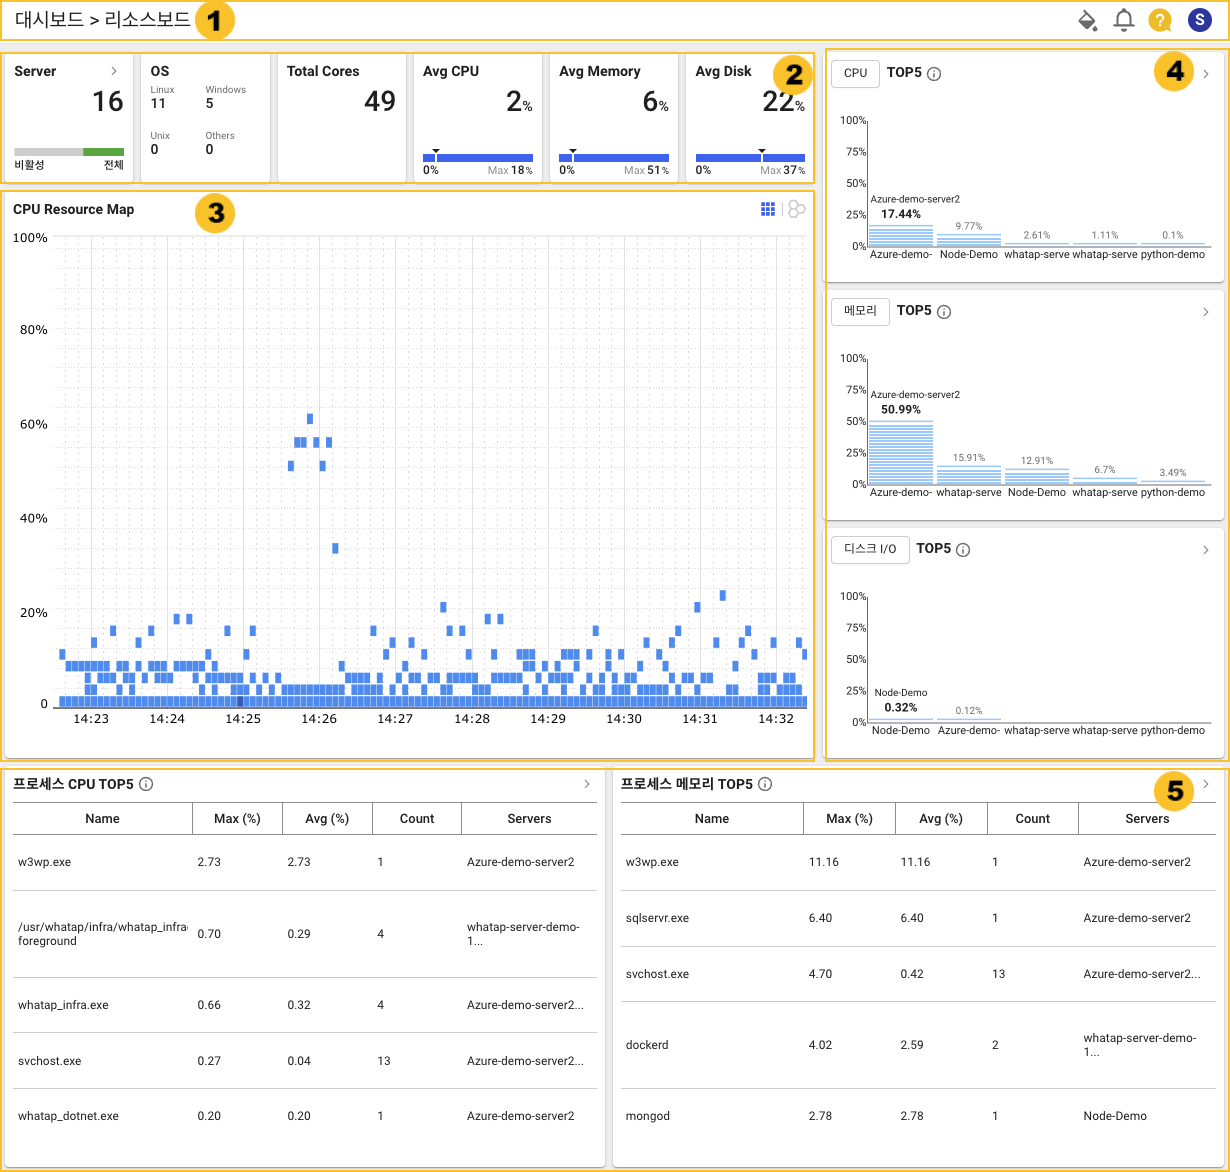 대시보드 > 리소스보드
1
?
S
Server
16
비활성
전체
OS
Linux
Windows
11
5
Unix
Others
0
0
Total Cores
49
Avg CPU
2%
0%
Max 18%
Avg Memory
6%
0%
Max 51%
Avg Disk
2
22%
0%
Max 37%
CPU Resource Map
3
100%
80%
60%
40%
20%
0
14:23
14:24
14:25
14:26
14:27
14:28
14:29
14:30
14:31
14:32
CPU
TOP5
4
100%
75%
50%
25%
0%
Azure-demo-server2
17.44%
9.77%
2.61%
1.11%
0.1%
Azure-demo-
Node-Demo
whatap-serve
whatap-serve
python-demo
메모리
TOP5
100%
75%
50%
25%
0%
Azure-demo-server2
50.99%
15.91%
12.91%
6.7%
3.49%
Azure-demo-
whatap-serve
Node-Demo
whatap-serve
python-demo
디스크 I/O
TOP5
100%
75%
50%
25%
0%
Node-Demo
0.32%
0.12%
Node-Demo
Azure-demo-
whatap-serve
whatap-serve
python-demo
프로세스 CPU TOP5
Name Max (%) Avg (%) Count Servers
w3wp.exe 2.73 2.73 1 Azure-demo-server2
/usr/whatap/infra/whatap_infra
foreground
0.70 0.29 4
whatap-server-demo-
1...
whatap_infra.exe 0.66 0.32 4 Azure-demo-server2...
svchost.exe 0.27 0.04 13 Azure-demo-server2...
whatap_dotnet.exe 0.20 0.20 1 Azure-demo-server2
프로세스 메모리 TOP5
5
Name Max (%) Avg (%) Count Servers
w3wp.exe 11.16 11.16 1 Azure-demo-server2
sqlservr.exe 6.40 6.40 1 Azure-demo-server2
svchost.exe 4.70 0.42 13 Azure-demo-server2...
dockerd 4.02 2.59 2
whatap-server-demo-
1...
mongod 2.78 2.78 1 Node-Demo